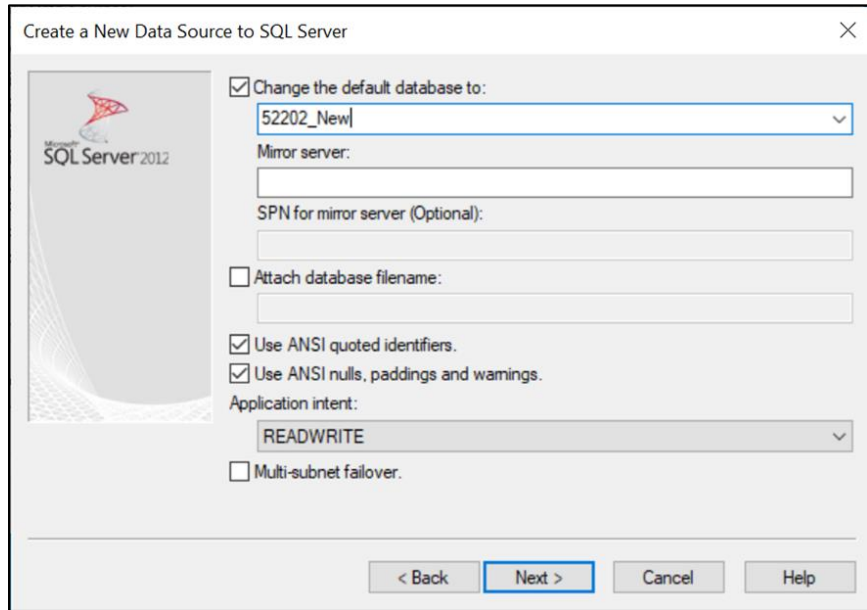 Create a New Data Source to SQL Server
Microsoft
SQL Server 2012
Change the default database to:
52202_New
Mirror server:
SPN for mirror server (Optional):
Attach database filename:
Use ANSI quoted identifiers.
Use ANSI nulls, paddings and warnings.
Application intent:
READWRITE
Multi-subnet failover.
< Back Next > Cancel Help